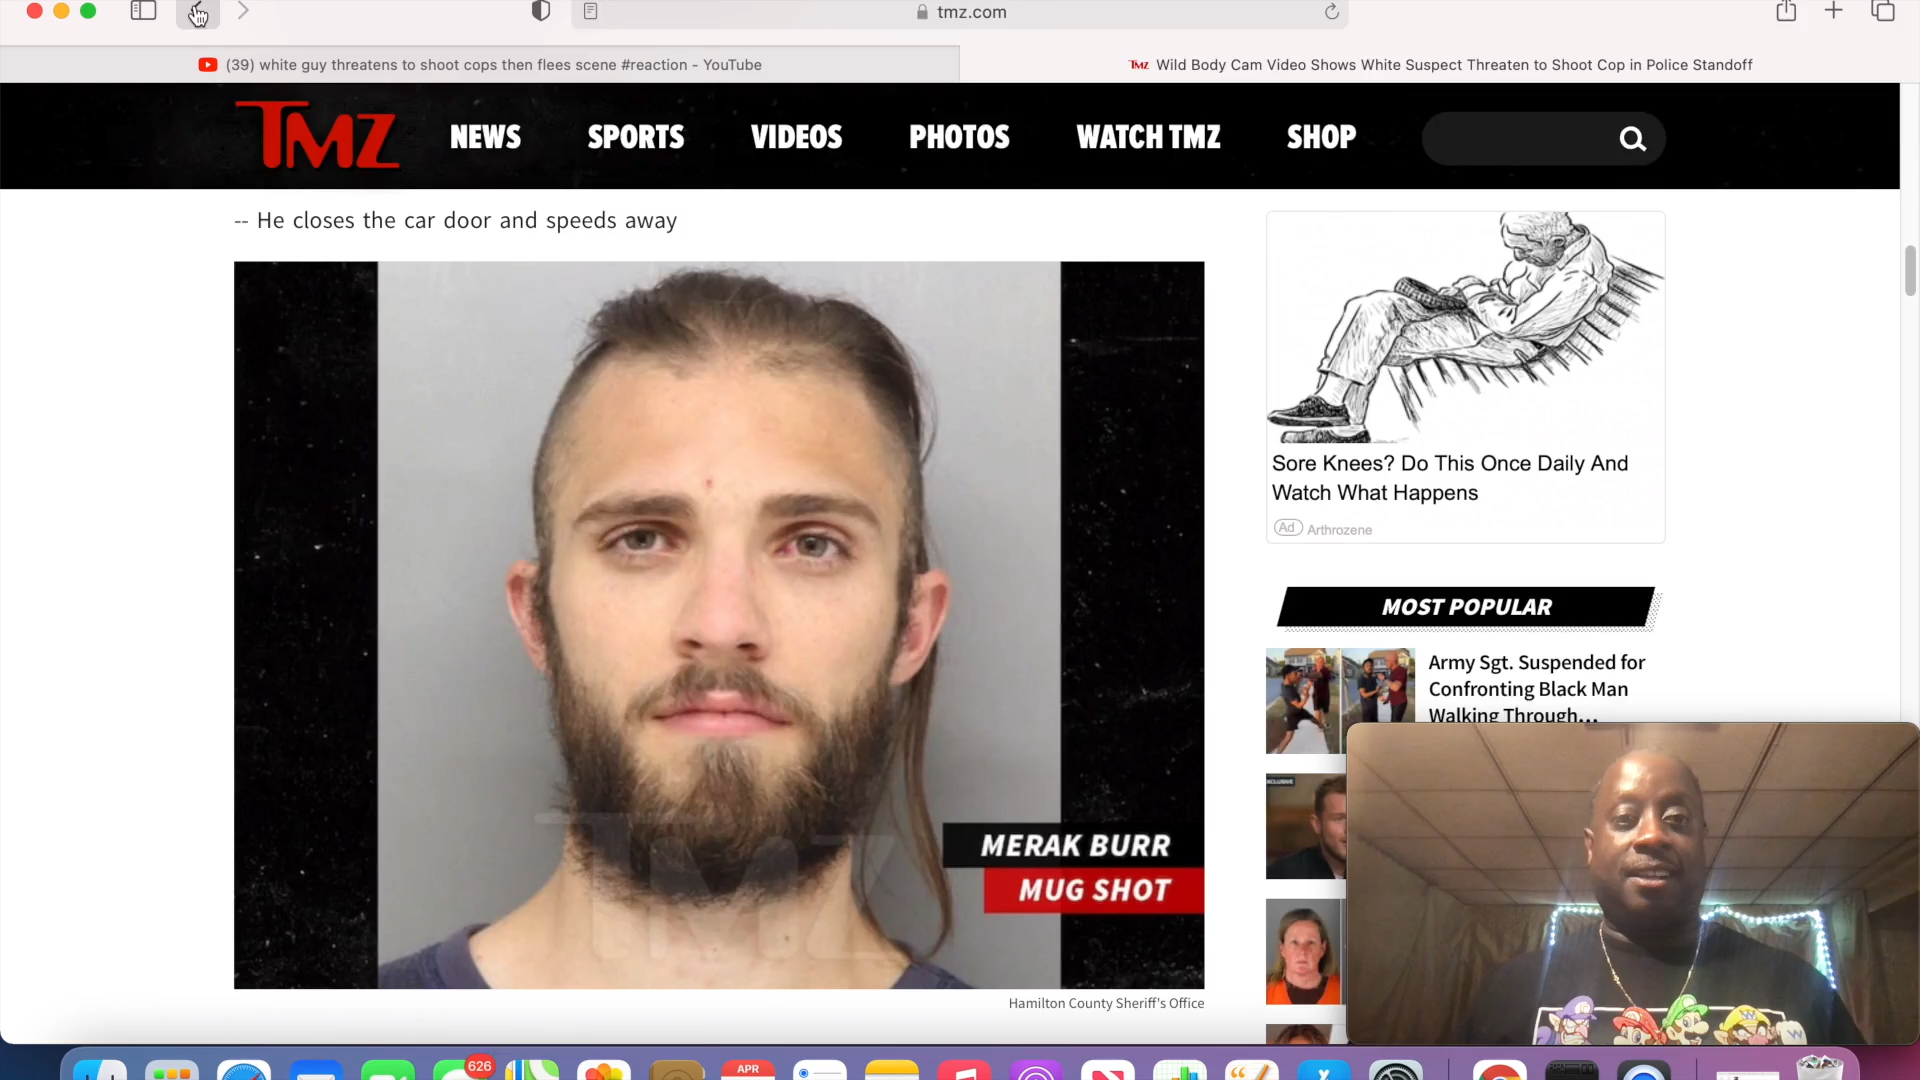 tmz.com
(39) white guy threatens to shoot cops then flees scene #reaction - YouTube
TMZ Wild Body Cam Video Shows White Suspect Threaten to Shoot Cop in Police Standoff
TMZ NEWS SPORTS VIDEOS PHOTOS WATCH TMZ SHOP
-- He closes the car door and speeds away
Sore Knees? Do This Once Daily And
Watch What Happens
Ad Arthrozene
MOST POPULAR
Army Sgt. Suspended for
Confronting Black Man
Walking Through...
EXCLUSIVE
TMZ
MERAK BURR
MUG SHOT
Hamilton County Sheriff's Office
626
APR